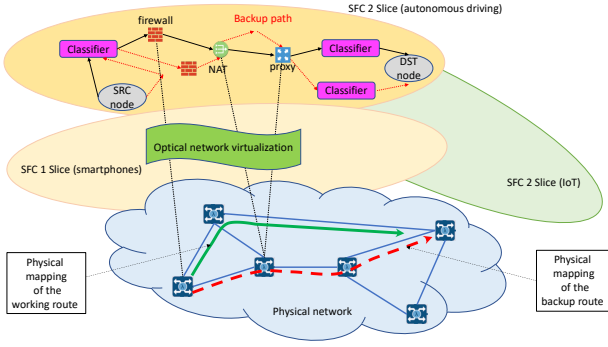 SFC 2 Slice (autonomous driving)
firewall
Backup path
Classifier
Classifier
NAT
proxy
DST
node
SRC
node
Classifier
Optical network virtualization
SFC 1 Slice (smartphones)
SFC 2 Slice (IoT)
Physical
mapping
of the
working route
Physical
mapping
of the
backup route
Physical network